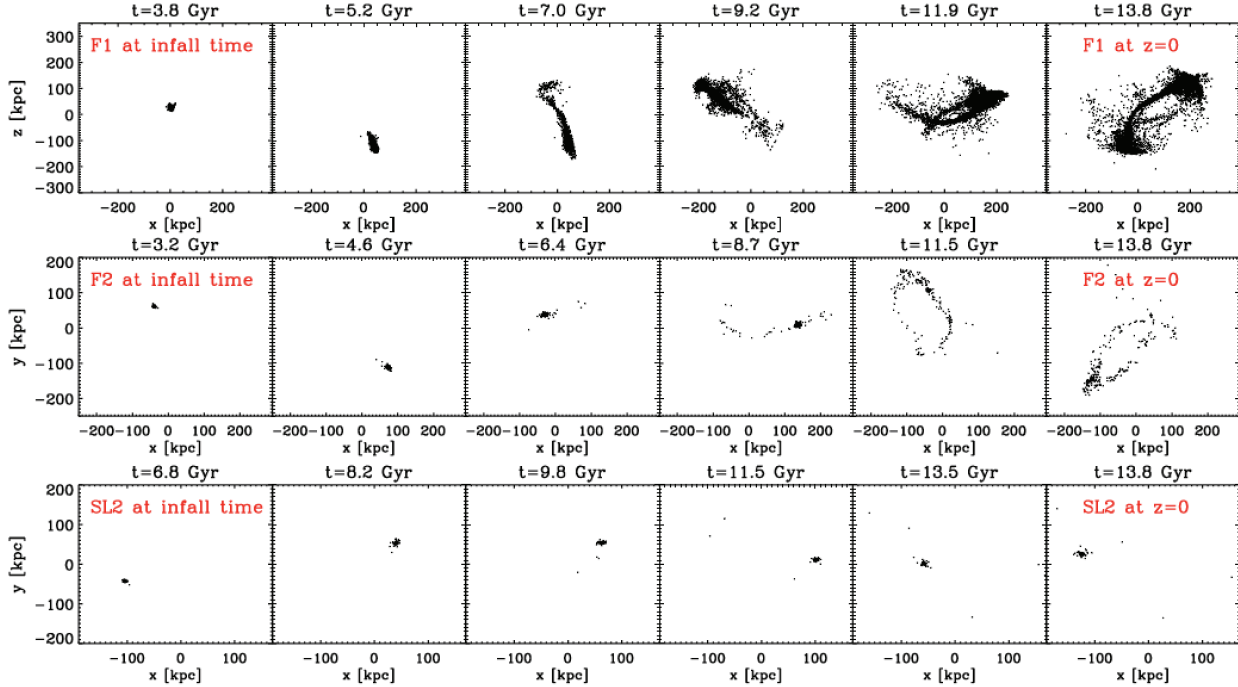 t=3.8 Gyr t=5.2 Gyr t=7.0 Gyr t=9.2 Gyr t=11.9 Gyr t=13.8 Gyr
F1 at infall time F1 at z=0
300
200
100
z [kpc] 0
-100
-200
-300
-200 0 200 -200 0 200 -200 0 200 -200 0 200 -200 0 200 -200 0 200
x [kpc] x [kpc] x [kpc] x [kpc] x [kpc] x [kpc]
t=3.2 Gyr t=4.6 Gyr t=6.4 Gyr t=8.7 Gyr t=11.5 Gyr t=13.8 Gyr
200
F2 at infall time F2 at z=0
100
y [kpc] 0
-100
-200
-200-100 0 100 200 -200-100 0 100 200 -200-100 0 100 200 -200-100 0 100 200 -200-100 0 100 200 -200-100 0 100 200
x [kpc] x [kpc] x [kpc] x [kpc] x [kpc] x [kpc]
t=6.8 Gyr t=8.2 Gyr t=9.8 Gyr t=11.5 Gyr t=13.5 Gyr t=13.8 Gyr
200
SL2 at infall time SL2 at z=0
100
y [kpc] 0
-100
-200
-100 0 100 -100 0 100 -100 0 100 -100 0 100 -100 0 100 -100 0 100
x [kpc] x [kpc] x [kpc] x [kpc] x [kpc] x [kpc]